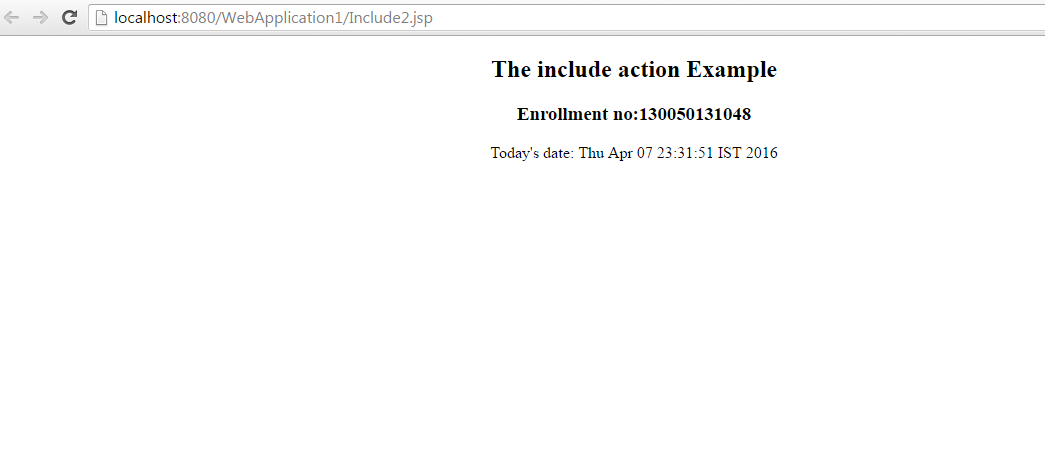 localhost:8080/WebApplication1/Include2.jsp
The include action Example
Enrollment no:130050131048
Today's date: Thu Apr 07 23:31:51 IST 2016